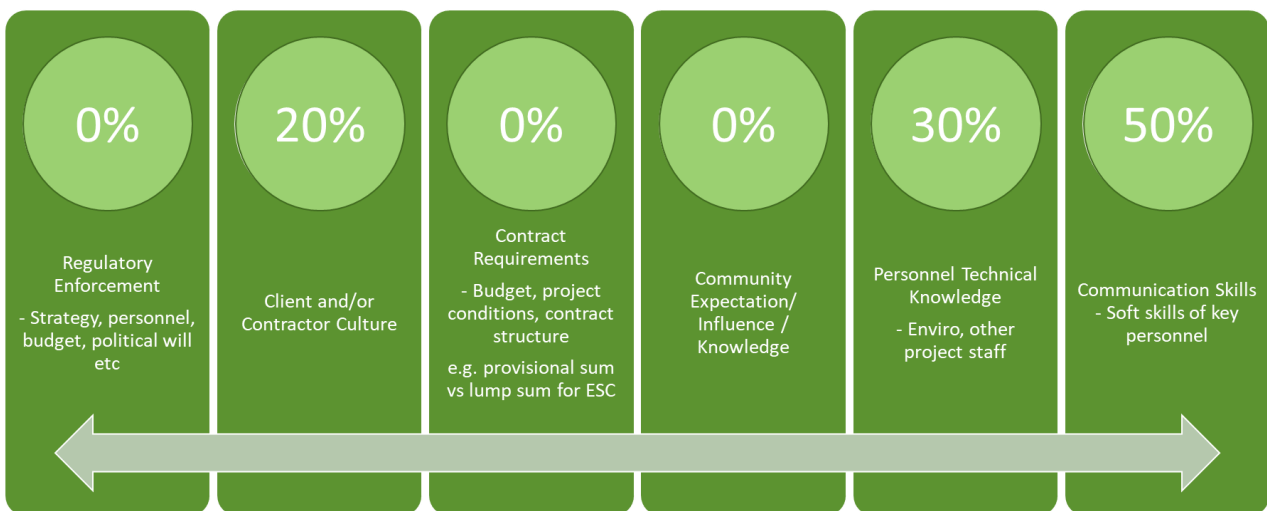 0%
Regulatory
Enforcement
- Strategy, personnel,
budget, political will
etc
20%
Client and/or
Contractor Culture
0%
Contract
Requirements
- Budget, project
conditions, contract
structure
e.g. provisional sum
vs lump sum for ESC
0%
Community
Expectation/
Influence /
Knowledge
30%
Personnel Technical
Knowledge
- Enviro, other
project staff
50%
Communication Skills
- Soft skills of key
personnel